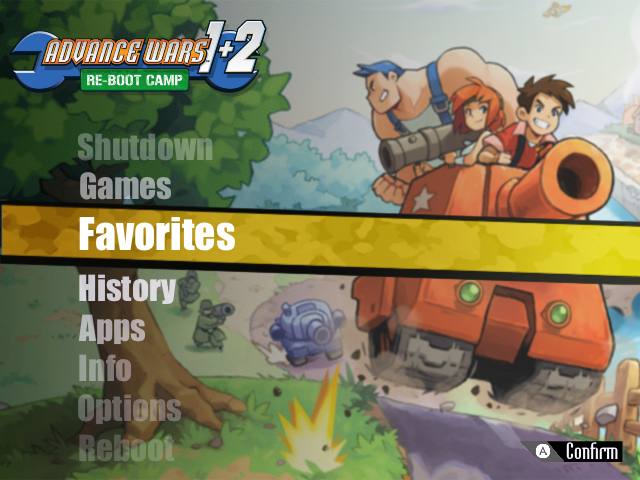 ADVANCE WARS 1+2
RE-BOOT CAMP
Shutdown
Games
Favorites
History
Apps
Info
Options
Reboot
A Confirm